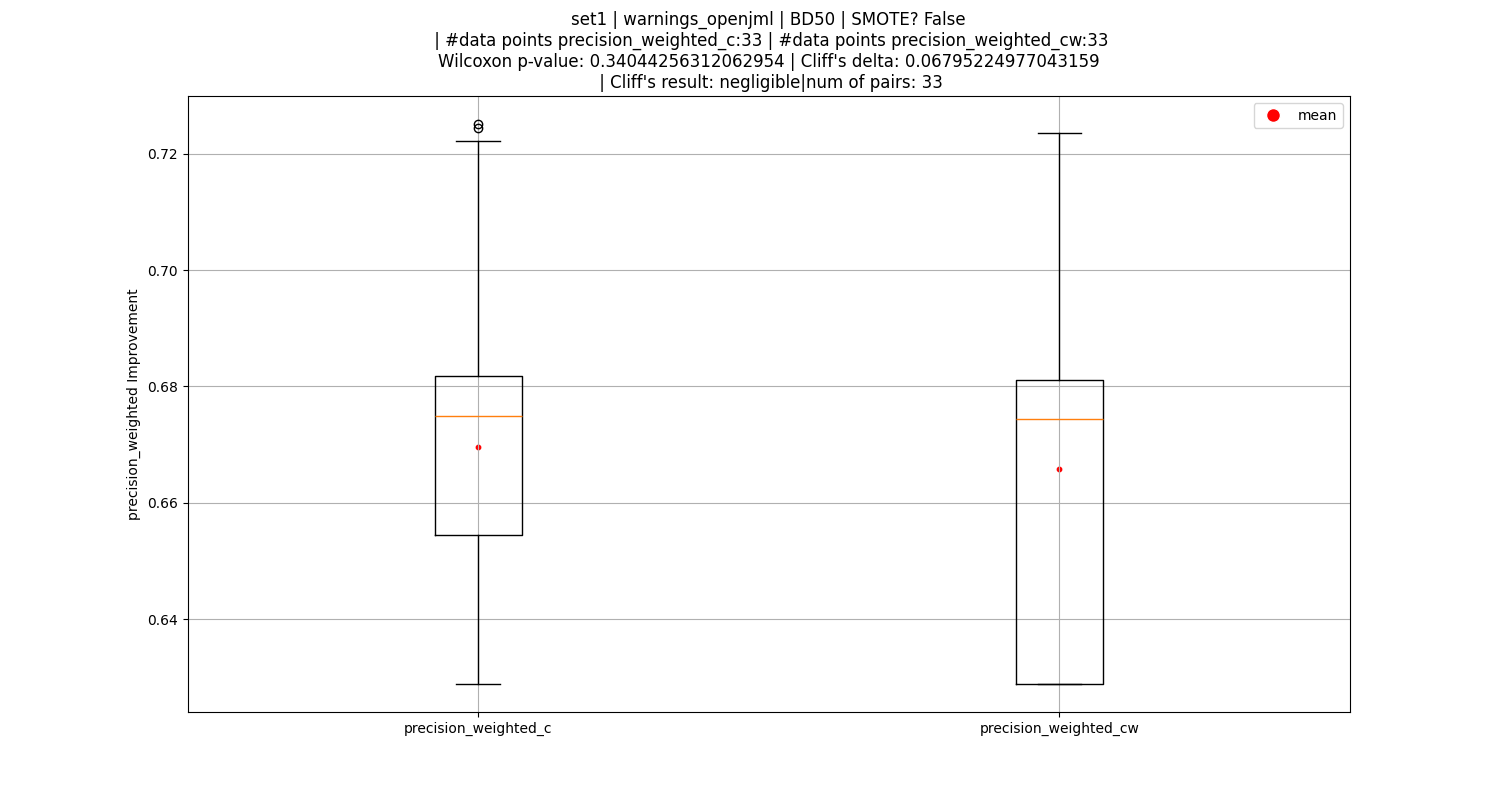 set1 | warnings_openjml | BD50 | SMOTE? False
| #data points precision_weighted_c:33 | #data points precision_weighted_cw:33
Wilcoxon p-value: 0.34044256312062954 | Cliff's delta: 0.06795224977043159
| Cliff's result: negligible|num of pairs: 33
mean
0.72
0.70
0.68
0.66
0.64
precision_weighted Improvement
precision_weighted_c
precision_weighted_cw